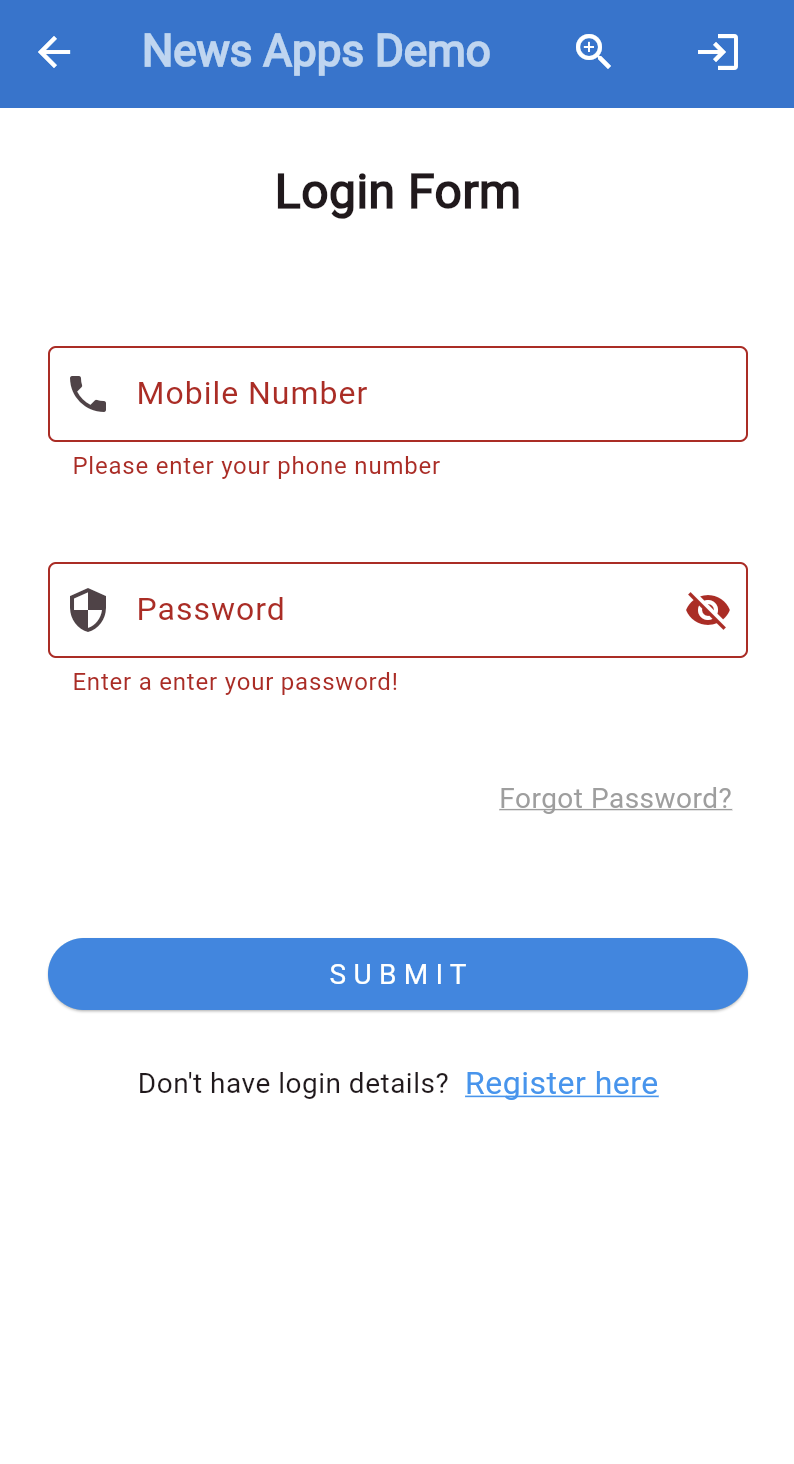 News Apps Demo
Login Form
Mobile Number
Please enter your phone number
Password
Enter a enter your password!
Forgot Password?
SUBMIT
Don't have login details? Register here